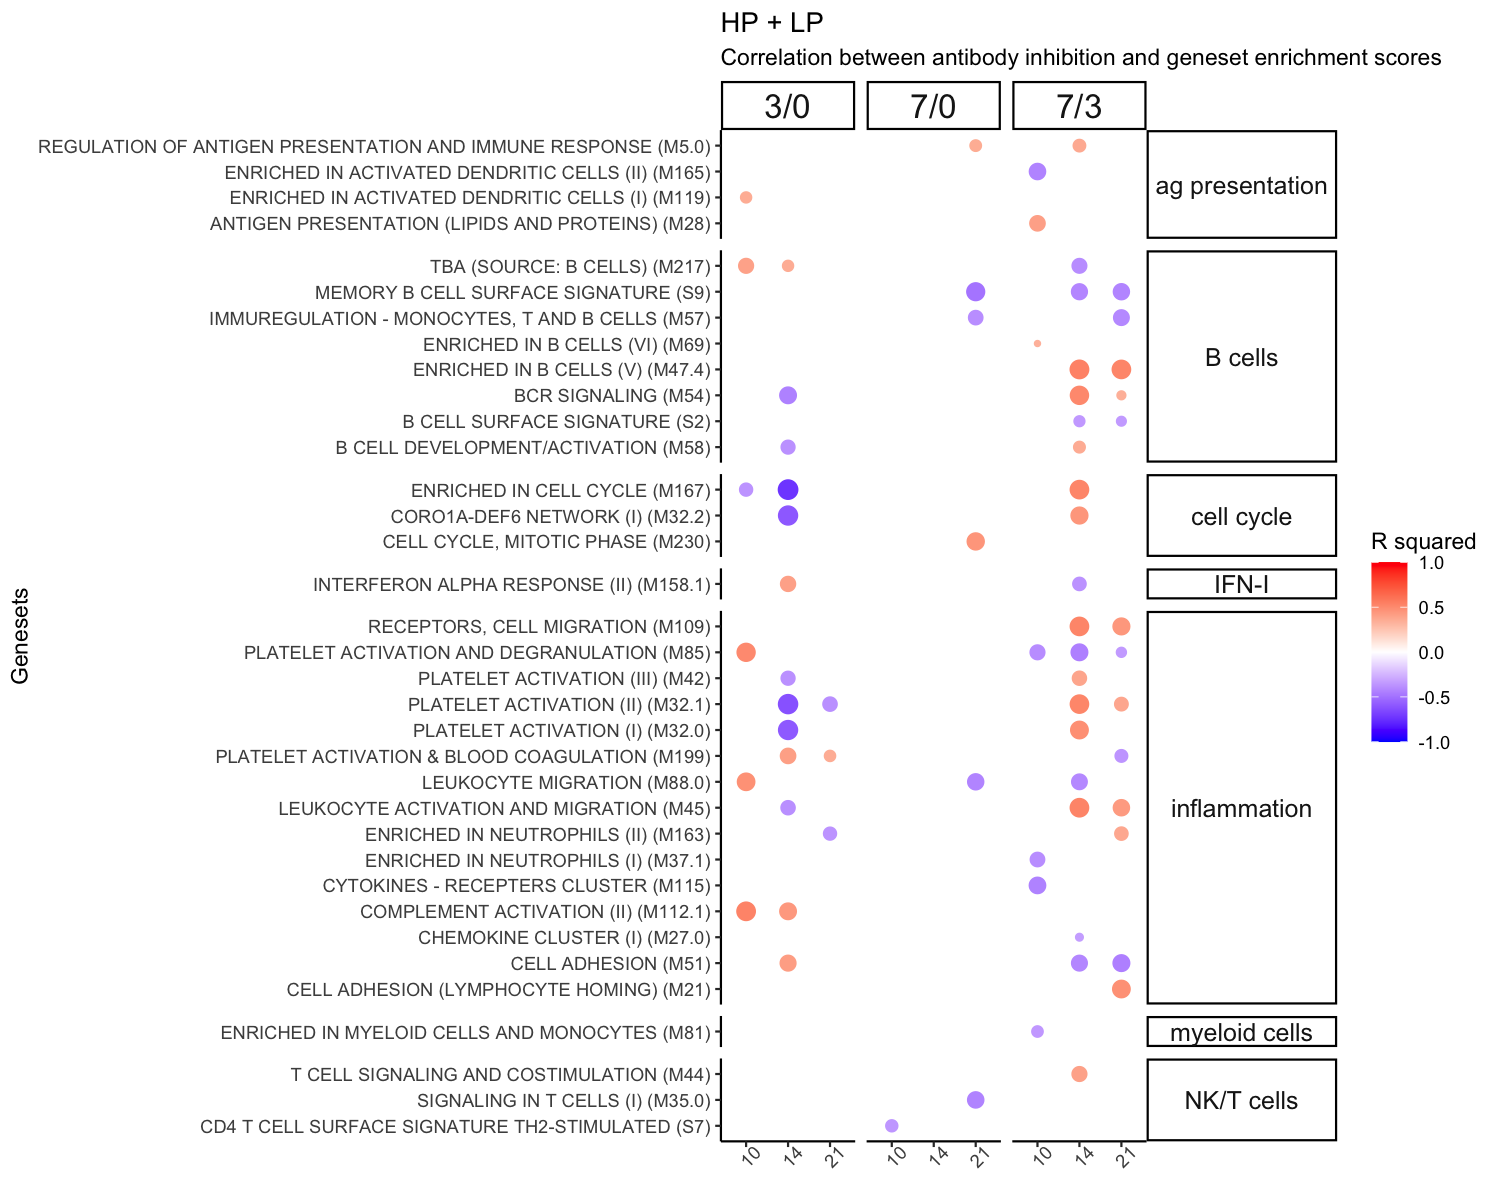 HP + LP
Correlation between antibody inhibition and geneset enrichment scores
3/0 7/0 7/3
REGULATION OF ANTIGEN PRESENTATION AND IMMUNE RESPONSE (M5.0)
ENRICHED IN ACTIVATED DENDRITIC CELLS (II) (M165)
ENRICHED IN ACTIVATED DENDRITIC CELLS (I) (M119)
ANTIGEN PRESENTATION (LIPIDS AND PROTEINS) (M28)
ag presentation
TBA (SOURCE: B CELLS) (M217)
MEMORY B CELL SURFACE SIGNATURE (S9)
IMMUREGULATION - MONOCYTES, T AND B CELLS (M57)
ENRICHED IN B CELLS (VI) (M69)
ENRICHED IN B CELLS (V) (M47.4)
BCR SIGNALING (M54)
B CELL SURFACE SIGNATURE (S2)
B CELL DEVELOPMENT/ACTIVATION (M58)
B cells
ENRICHED IN CELL CYCLE (M167)
CORO1A-DEF6 NETWORK (I) (M32.2)
CELL CYCLE, MITOTIC PHASE (M230)
cell cycle
INTERFERON ALPHA RESPONSE (II) (M158.1)
IFN-I
RECEPTORS, CELL MIGRATION (M109)
PLATELET ACTIVATION AND DEGRANULATION (M85)
PLATELET ACTIVATION (III) (M42)
PLATELET ACTIVATION (II) (M32.1)
PLATELET ACTIVATION (I) (M32.0)
PLATELET ACTIVATION & BLOOD COAGULATION (M199)
LEUKOCYTE MIGRATION (M88.0)
LEUKOCYTE ACTIVATION AND MIGRATION (M45)
ENRICHED IN NEUTROPHILS (II) (M163)
ENRICHED IN NEUTROPHILS (I) (M37.1)
CYTOKINES - RECEPTERS CLUSTER (M115)
COMPLEMENT ACTIVATION (II) (M112.1)
CHEMOKINE CLUSTER (I) (M27.0)
CELL ADHESION (M51)
CELL ADHESION (LYMPHOCYTE HOMING) (M21)
inflammation
ENRICHED IN MYELOID CELLS AND MONOCYTES (M81)
myeloid cells
T CELL SIGNALING AND COSTIMULATION (M44)
SIGNALING IN T CELLS (I) (M35.0)
CD4 T CELL SURFACE SIGNATURE TH2-STIMULATED (S7)
NK/T cells
10 14 21 10 14 21 10 14 21
Genesets
R squared
1.0
0.5
0.0
-0.5
-1.0